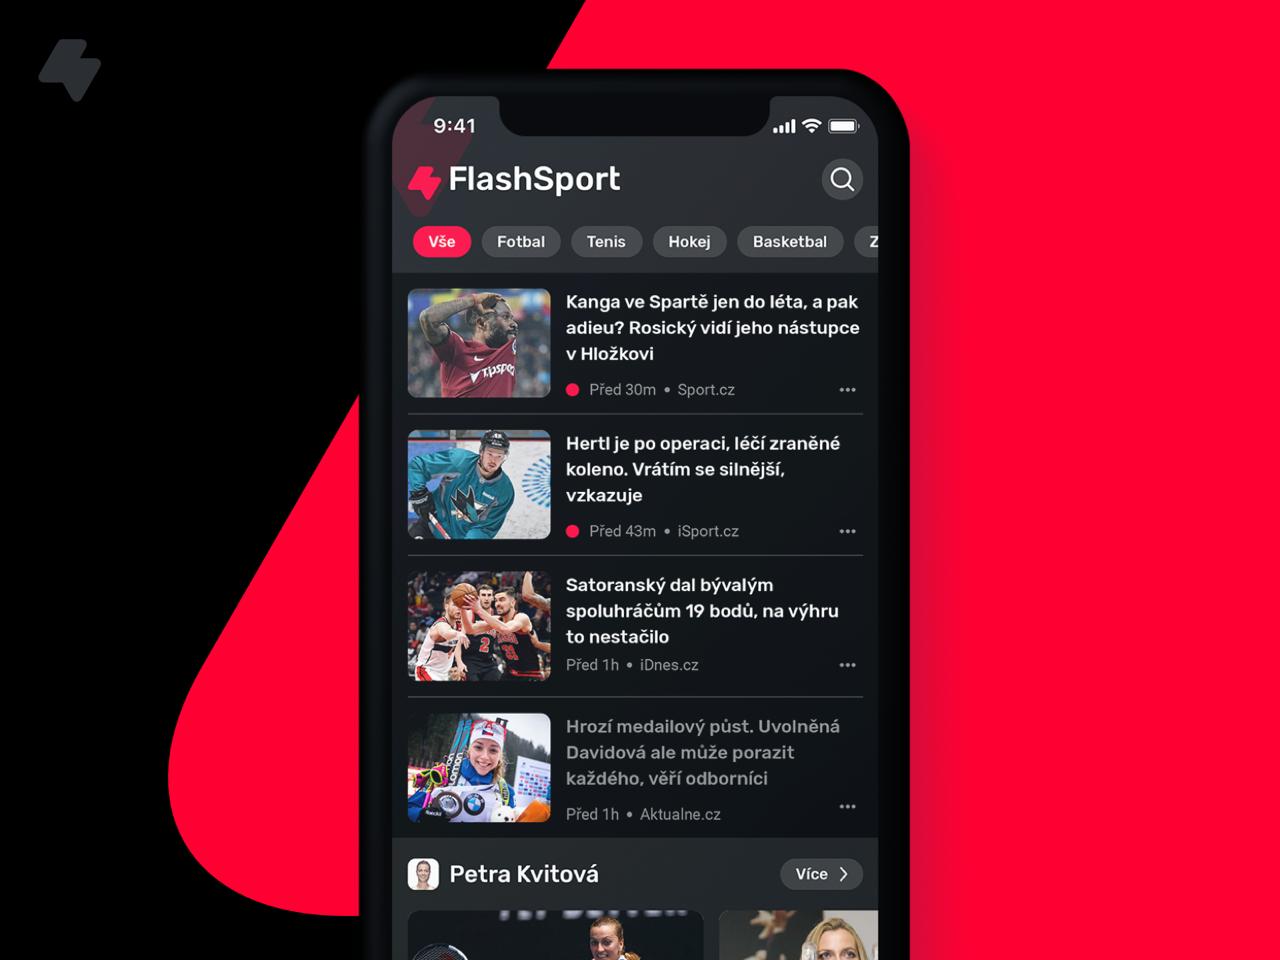 9:41
FlashSport
Vše
Fotbal
Tenis
Hokej
Basketbal
Z
Kanga ve Spartě jen do léta, a pak
adieu? Rosický vidí jeho nástupce
v Hložkovi
Před 30m • Sport.cz
Hertl je po operaci, léčí zraněné
koleno. Vrátím se silnější,
vzkazuje
Před 43m • iSport.cz
Satoranský dal bývalým
spoluhráčům 19 bodů, na výhru
to nestačilo
Před 1h • iDnes.cz
Hrozí medailový půst. Uvolněná
Davidová ale může porazit
každého, věří odborníci
Před 1h • Aktualne.cz
Petra Kvitová
Více